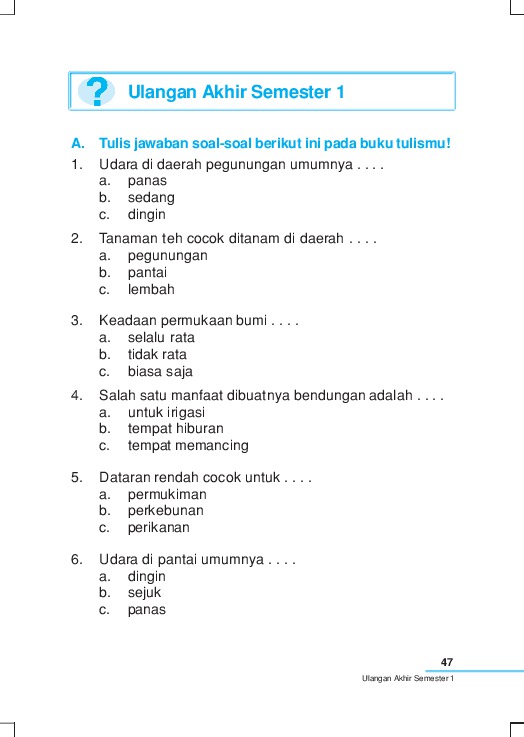 ?
Ulangan Akhir Semester 1
A. Tulis jawaban soal-soal berikut ini pada buku tulismu!
1. Udara di daerah pegunungan umumnya . . . .
a. panas
b. sedang
c. dingin
2. Tanaman teh cocok ditanam di daerah . . . .
a. pegunungan
b. pantai
c. lembah
3. Keadaan permukaan bumi . . . .
a. selalu rata
b. tidak rata
c. biasa saja
4. Salah satu manfaat dibuatnya bendungan adalah . . . .
a. untuk irigasi
b. tempat hiburan
c. tempat memancing
5. Dataran rendah cocok untuk . . . .
a. permukiman
b. perkebunan
c. perikanan
6. Udara di pantai umumnya . . . .
a. dingin
b. sejuk
c. panas
47
Ulangan Akhir Semester 1